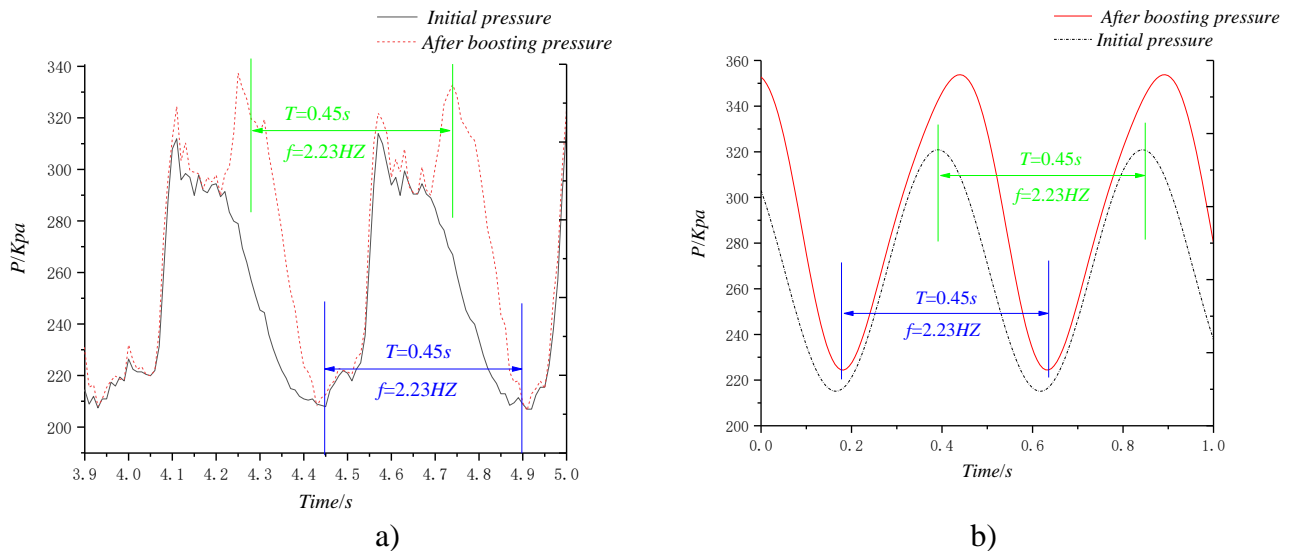 Initial pressure
After boosting pressure
340
320
300
280
260
240
220
200
P/Kpa
T=0.45s
f=2.23HZ
T=0.45s
f=2.23HZ
3.9 4.0 4.1 4.2 4.3 4.4 4.5 4.6 4.7 4.8 4.9 5.0
Time/s
a)
After boosting pressure
Initial pressure
360
340
320
300
280
260
240
220
200
P/Kpa
T=0.45s
f=2.23HZ
T=0.45s
f=2.23HZ
0.0 0.2 0.4 0.6 0.8 1.0
Time/s
b)